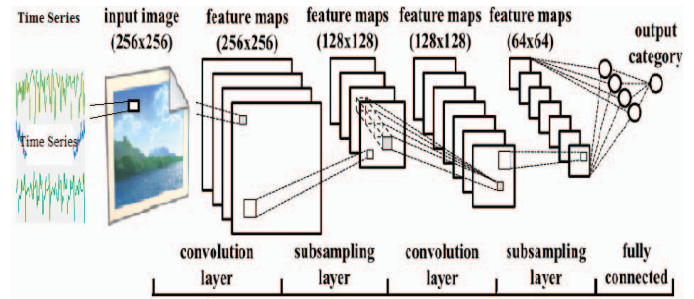 Time Series
input image
(256x256)
feature maps
(256x256)
feature maps
(128x128)
feature maps
(128x128)
feature maps
(64x64)
output
category
Time Series
convolution
layer
subsampling
layer
convolution
layer
subsampling
layer
fully
connected